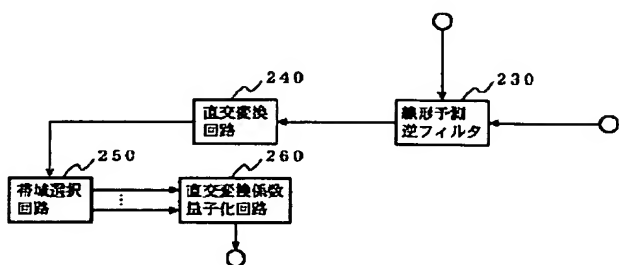 240
直交変換
回路
230
線形予測
逆フィルタ
250
帯域選択
回路
260
直交変換係数
量子化回路